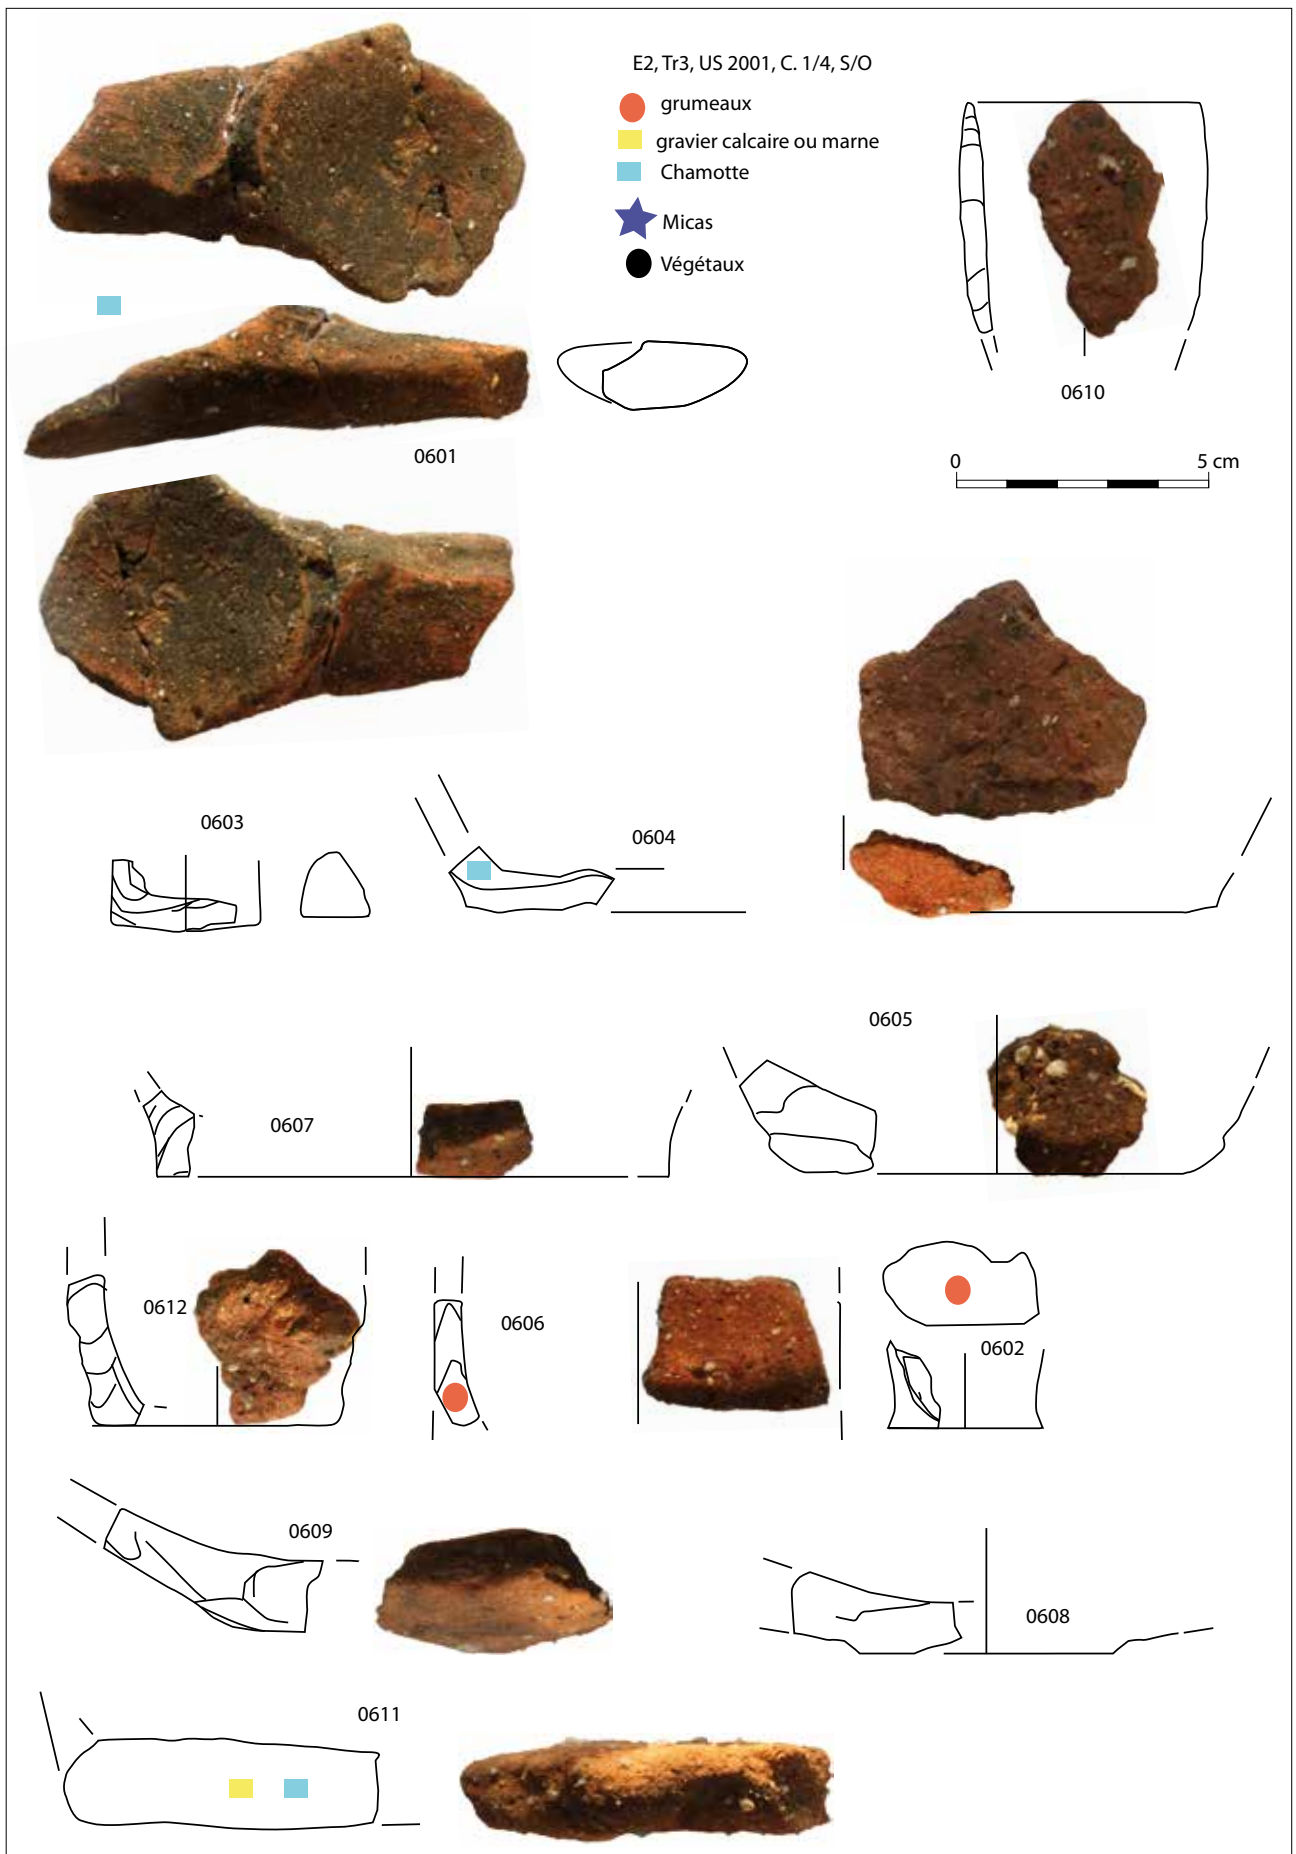 E2, Tr3, US 2001, C. 1/4, S/O
grumeaux
gravier calcaire ou marne
Chamotte
Micas
Végétaux
0610
0601
0 5 cm
0603
0604
0605
0607
0612
0606
0602
0609
0608
0611